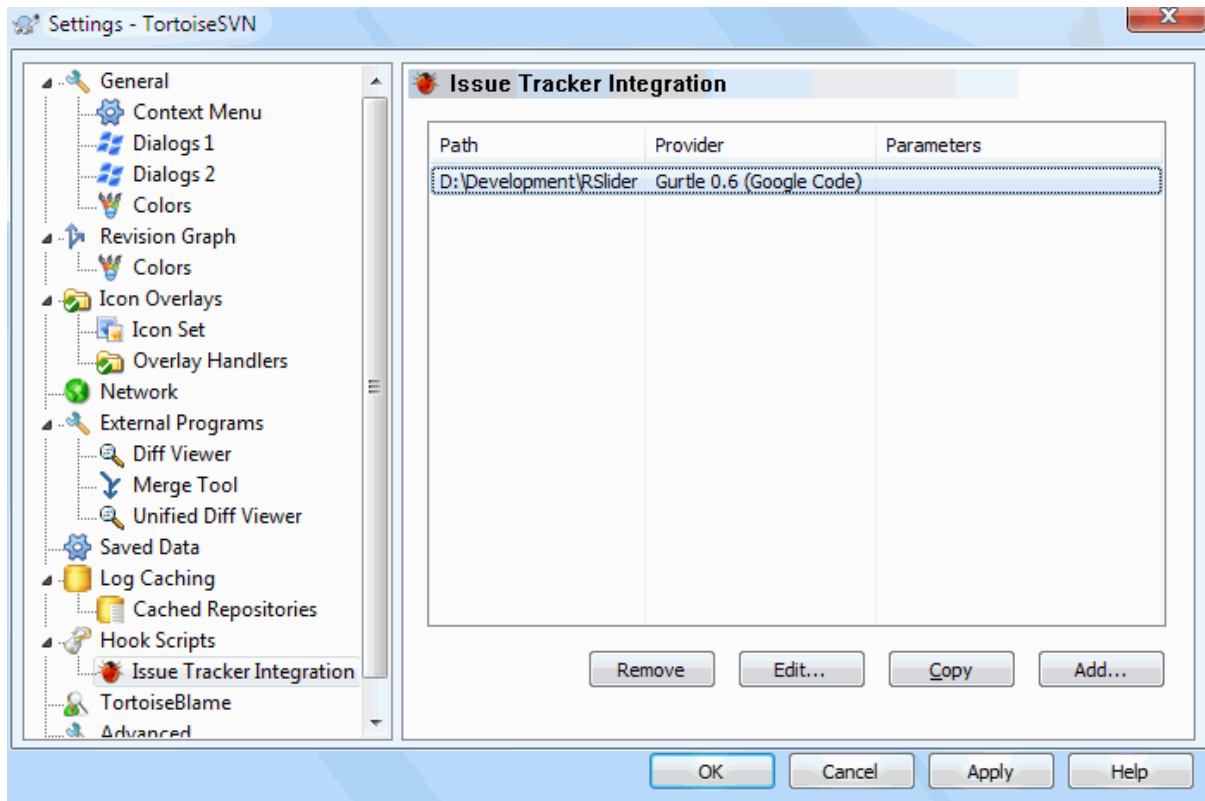 Settings - TortoiseSVN
General
Context Menu
Dialogs 1
Dialogs 2
Colors
Revision Graph
Colors
Icon Overlays
Icon Set
Overlay Handlers
Network
External Programs
Diff Viewer
Merge Tool
Unified Diff Viewer
Saved Data
Log Caching
Cached Repositories
Hook Scripts
Issue Tracker Integration
TortoiseBlame
Advanced
Issue Tracker Integration
Path Provider Parameters
D:\Development\RSlider Gurtle 0.6 (Google Code)
Remove Edit... Copy Add...
OK Cancel Apply Help